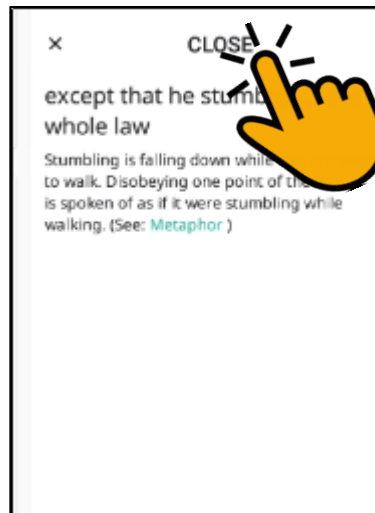 × CLOSE
except that he stumb
whole law
Stumbling is falling down while
to walk. Disobeying one point of the
is spoken of as if it were stumbling while
walking. (See: Metaphor )